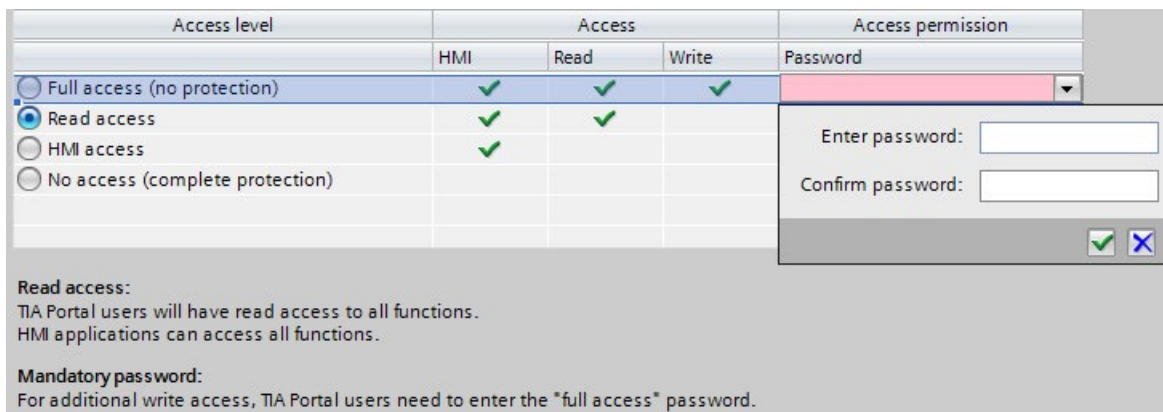 Access level Access Access permission
HMI Read Write Password
Full access (no protection)
Read access
HMI access
No access (complete protection)
Enter password:
Confirm password:
Read access:
TIA Portal users will have read access to all functions.
HMI applications can access all functions.
Mandatory password:
For additional write access, TIA Portal users need to enter the "full access" password.